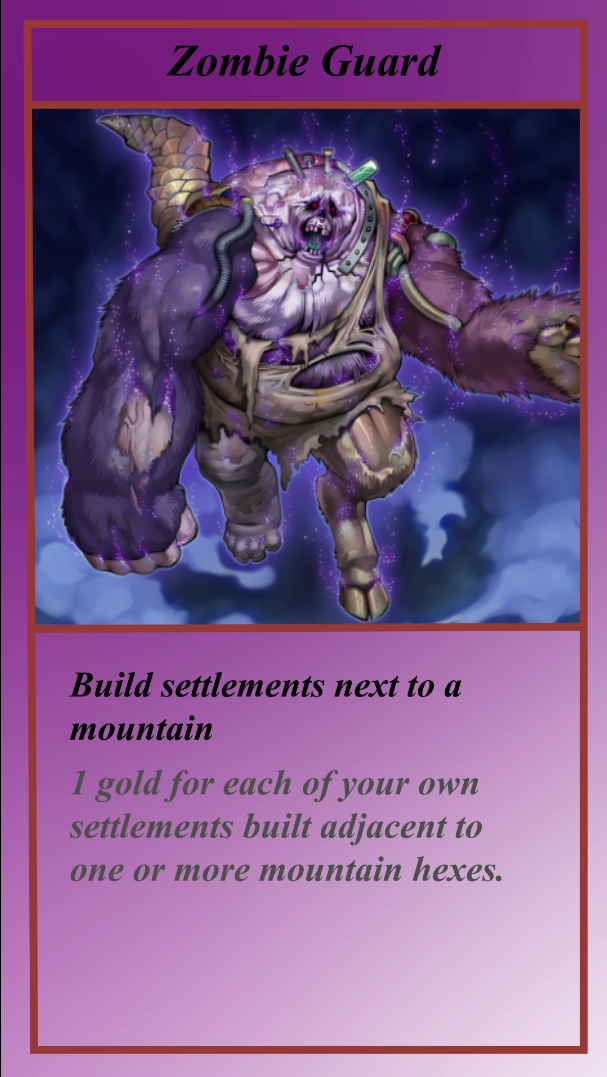 Zombie Guard
Build settlements next to a
mountain
1 gold for each of your own
settlements built adjacent to
one or more mountain hexes.